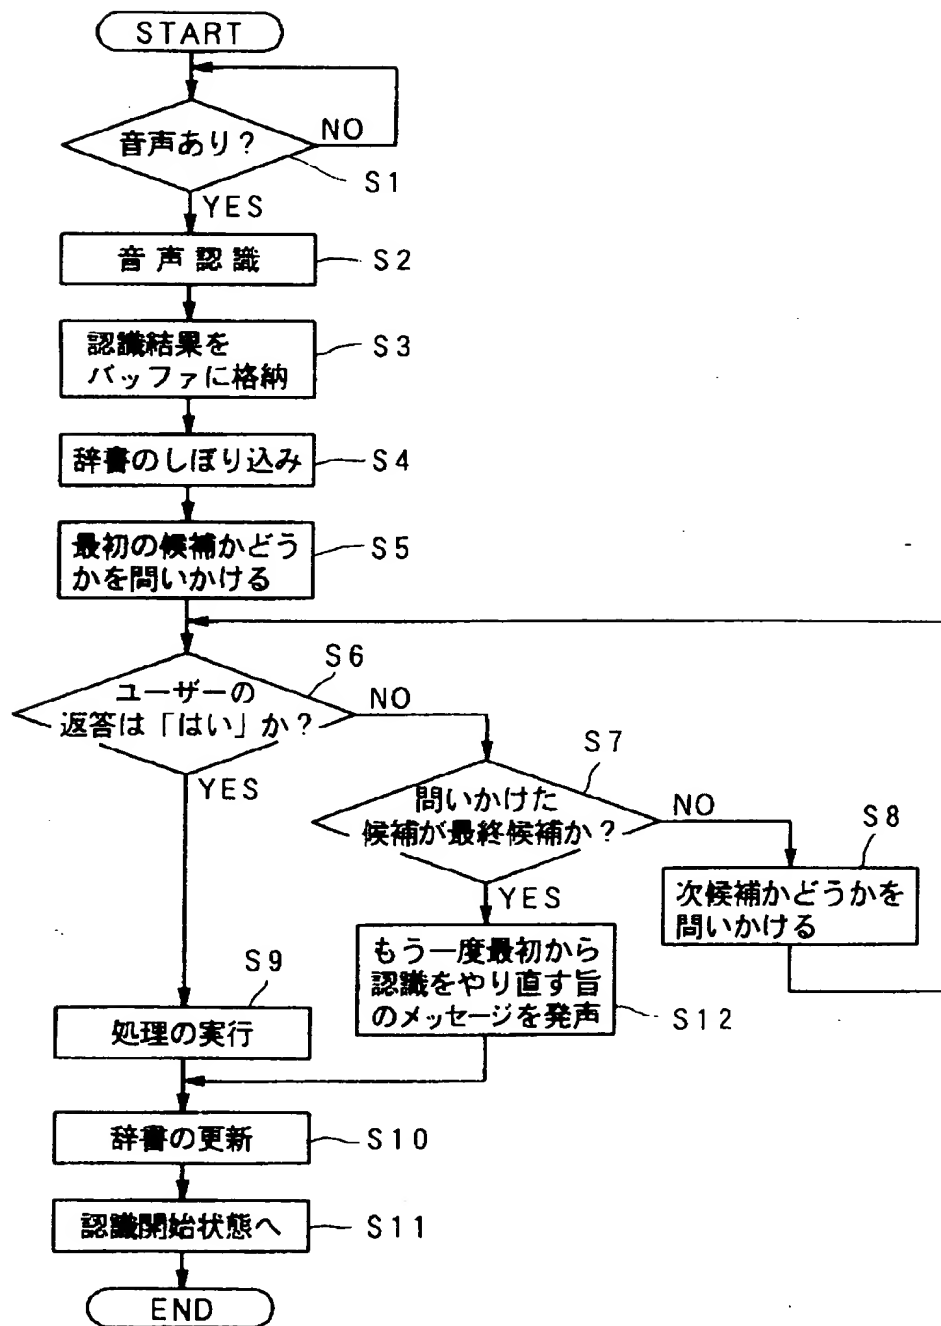 START
音声あり?
NO
S1
YES
音声認識
S2
認識結果を
バッファに格納
S3
辞書のしぼり込み
S4
最初の候補かどう
かを問いかける
S5
S6
ユーザーの
返答は「はい」か?
NO
YES
S7
問いかけた
候補が最終候補か?
NO
YES
S8
次候補かどうかを
問いかける
もう一度最初から
認識をやり直す旨
のメッセージを発声
S12
S9
処理の実行
辞書の更新
S10
認識開始状態へ
S11
END